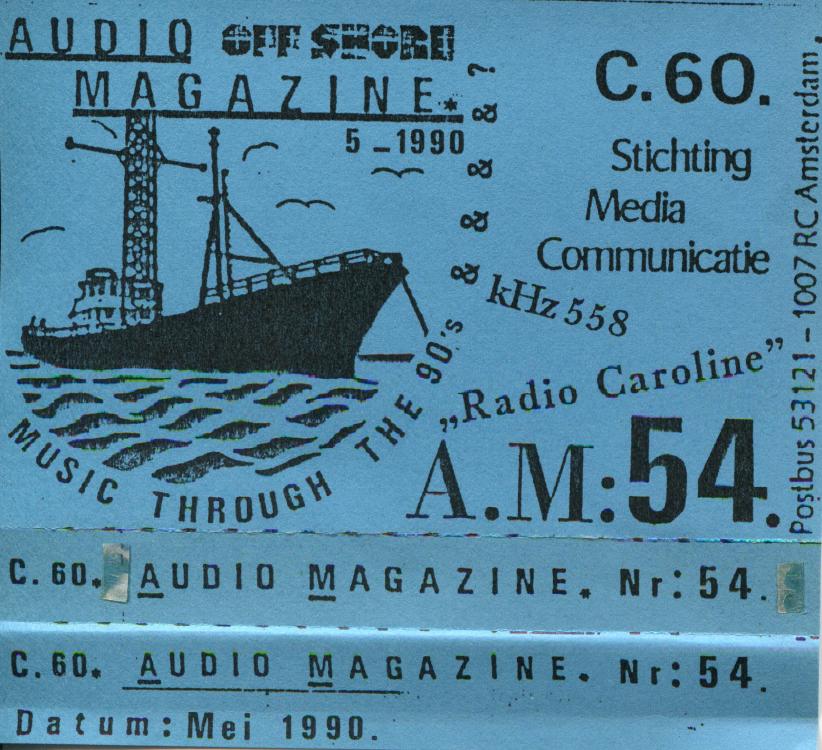 AUDIO OFF SHORE
MAGAZINE.
5 - 1990
& & & & ?
C.60.
Stichting
Media
Communicatie
kHz 558
„Radio Caroline”
A.M:54.
Postbus 53121 - 1007 RC Amsterdam.
MUSIC THROUGH THE 90's
C. 60. AUDIO MAGAZINE. Nr: 54.
C. 60. AUDIO MAGAZINE. Nr: 54.
Datum: Mei 1990.